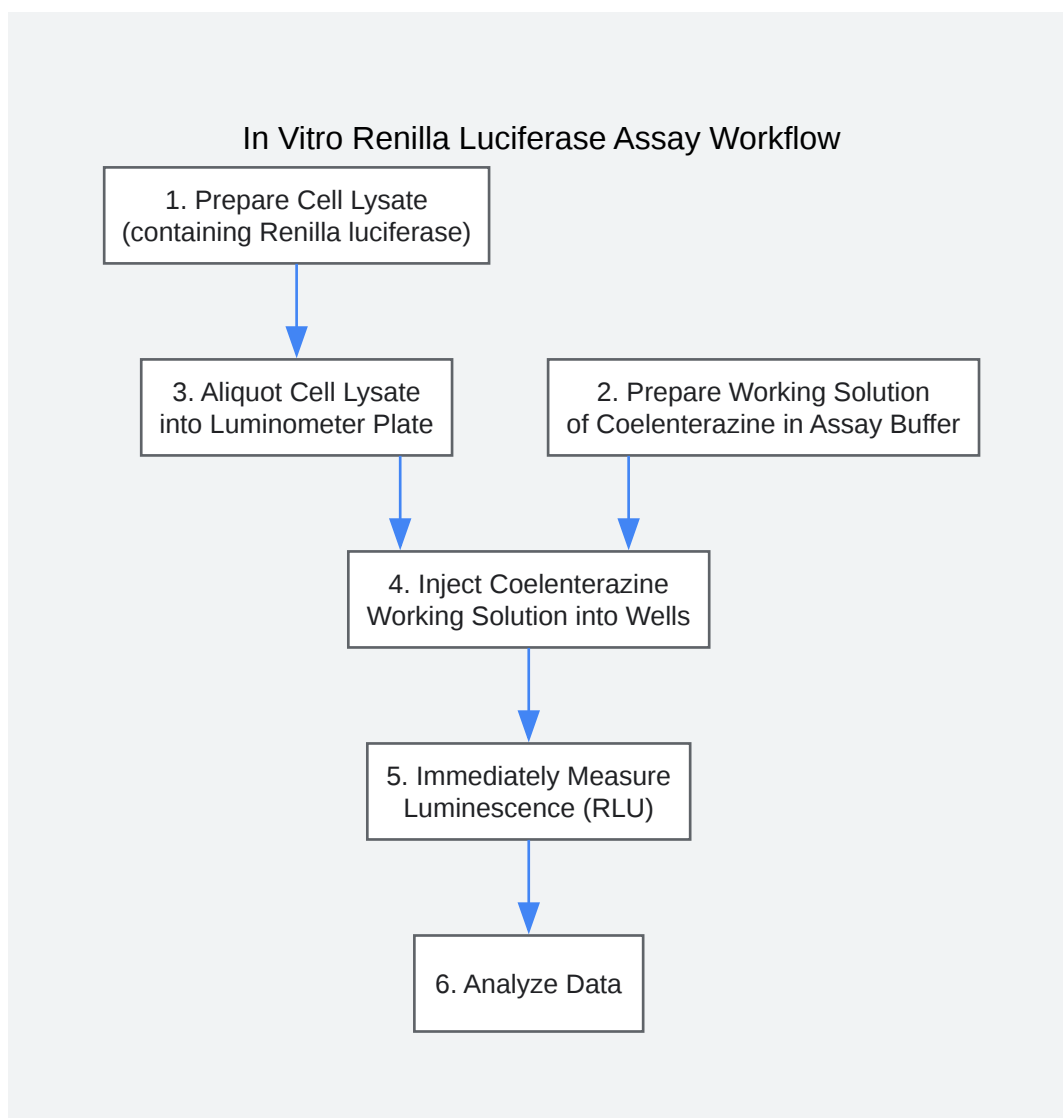 In Vitro Renilla Luciferase Assay Workflow
1. Prepare Cell Lysate
(containing Renilla luciferase)
3. Aliquot Cell Lysate
into Luminometer Plate
2. Prepare Working Solution
of Coelenterazine in Assay Buffer
4. Inject Coelenterazine
Working Solution into Wells
5. Immediately Measure
Luminescence (RLU)
6. Analyze Data